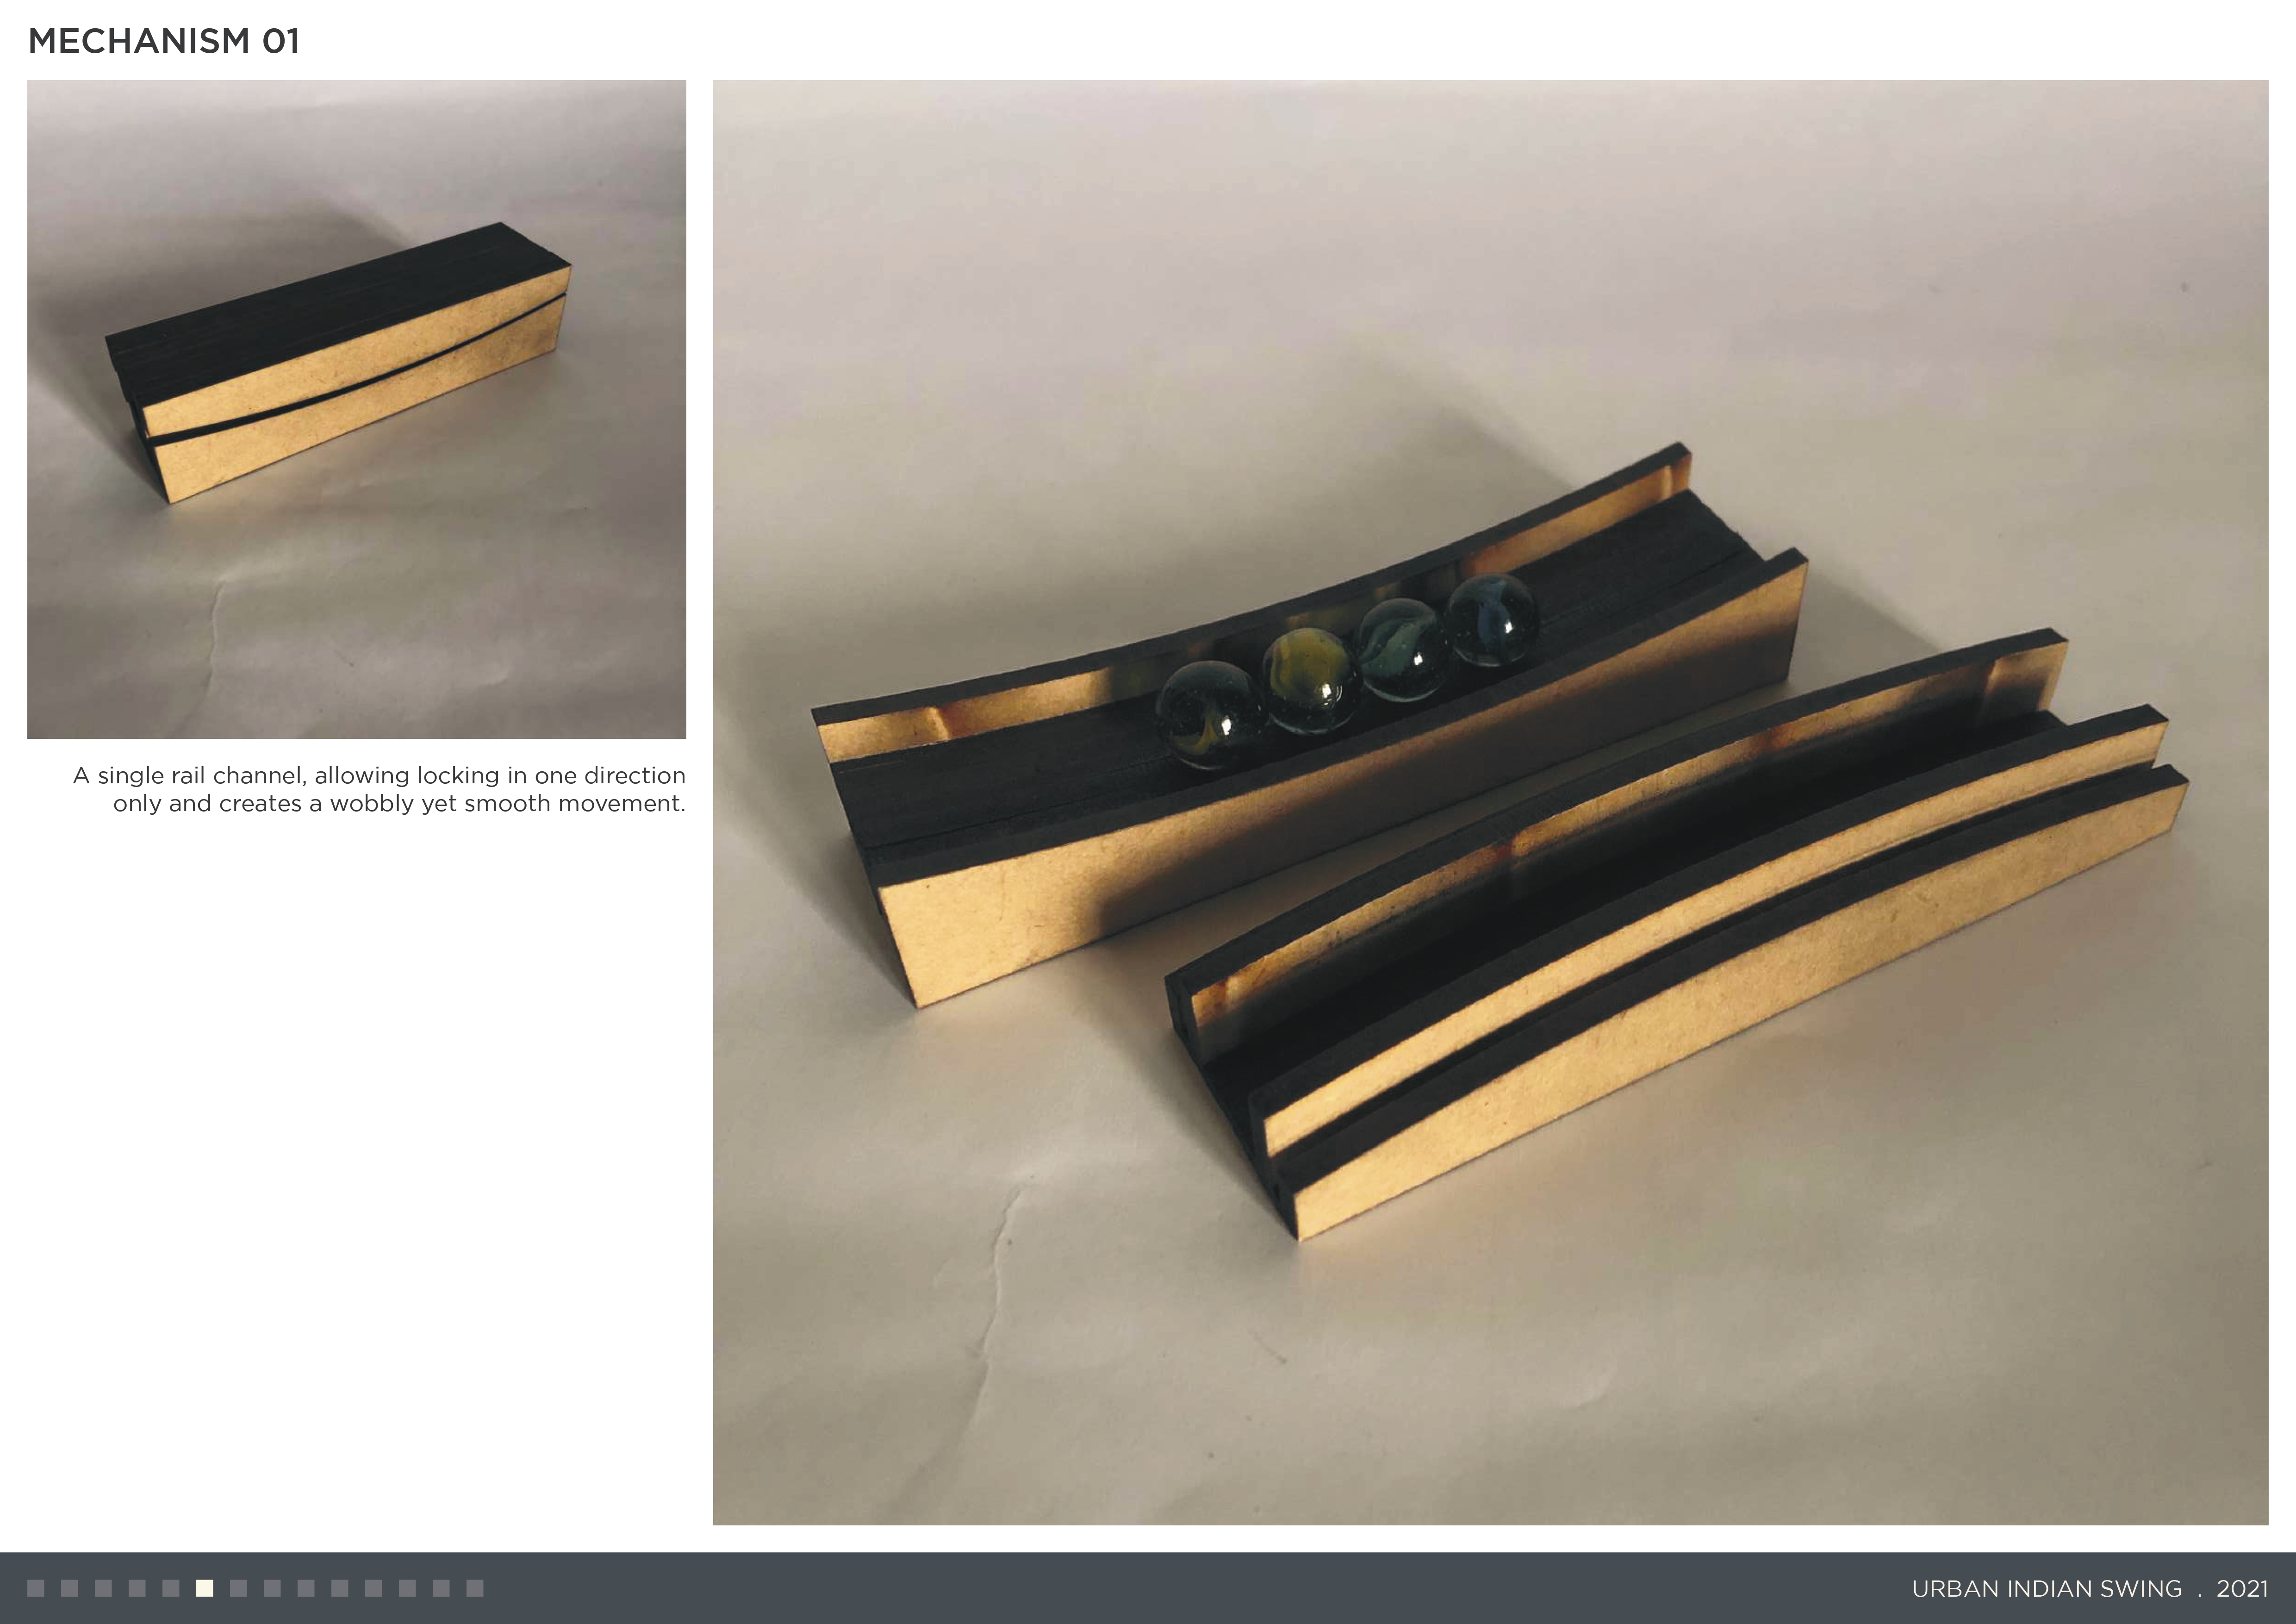 MECHANISM 01
A single rail channel, allowing locking in one direction
only and creates a wobbly yet smooth movement.
URBAN INDIAN SWING . 2021